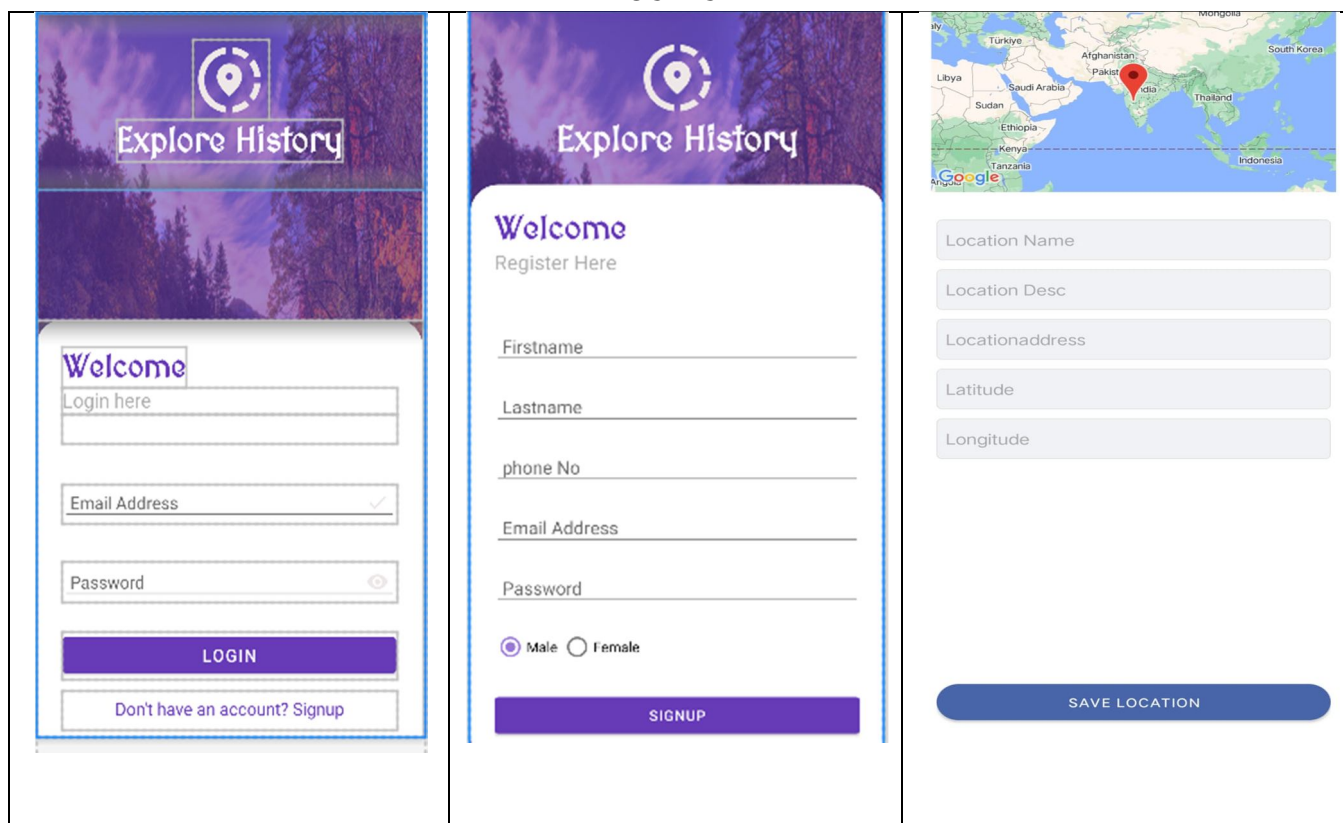 Explore History
Welcome
Login here
Email Address
Password
LOGIN
Don't have an account? Signup
Explore History
Welcome
Register Here
Firstname
Lastname
phone No
Email Address
Password
Male Female
SIGNUP
Mongolia
Türkiye
South Korea
Afghanistan
Pakist
Libya
India
Saudi Arabia
Thailand
Sudan
Ethiopia
Kenya
Indonesia
Tanzania
Google
Location Name
Location Desc
Locationaddress
Latitude
Longitude
SAVE LOCATION